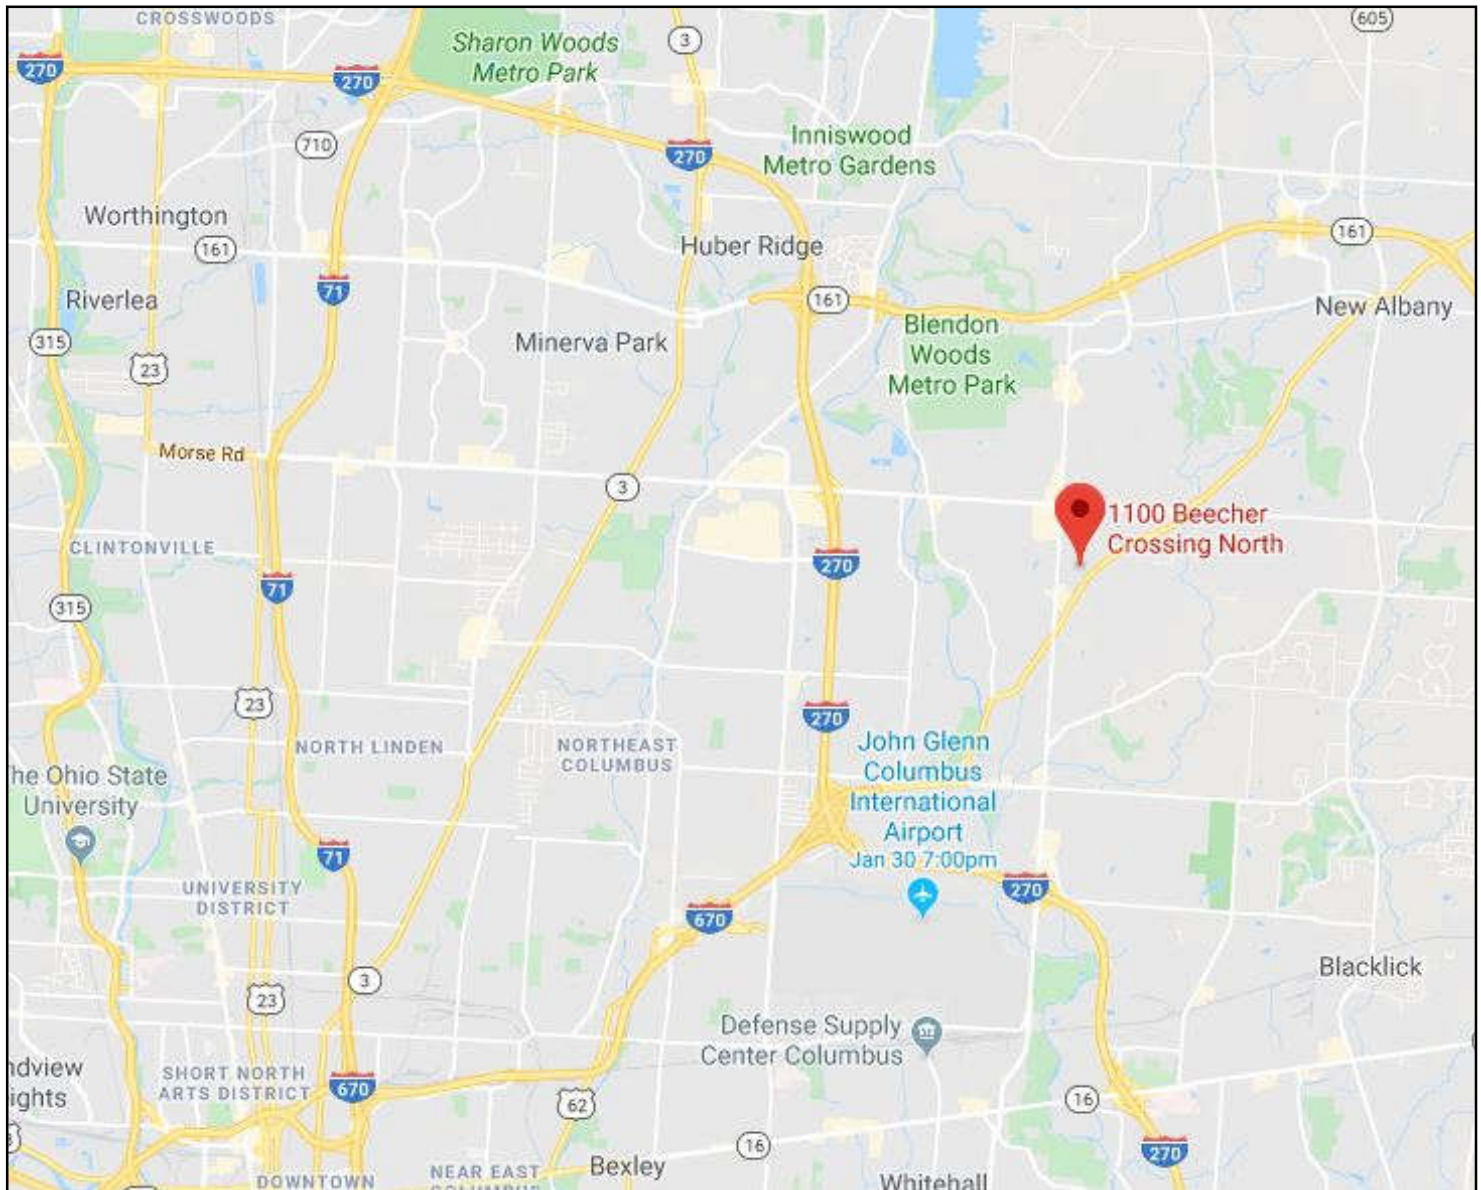 CROSSWOODS
605
Sharon Woods
Metro Park
3
270
270
710
270
Inniswood
Metro Gardens
Worthington
161
Huber Ridge
161
71
Riverlea
161
New Albany
315
Minerva Park
Blendon
Woods
Metro Park
23
Morse Rd
3
1100 Beecher
Crossing North
CLINTONVILLE
270
71
315
23
270
NORTH LINDEN
NORTHEAST
COLUMBUS
John Glenn
Columbus
International
Airport
Jan 30 7:00pm
he Ohio State
University
71
UNIVERSITY
DISTRICT
270
670
Blacklick
3
23
Defense Supply
Center Columbus
ndview
ights
SHORT NORTH
ARTS DISTRICT
670
62
16
16
270
Bexley
NEAR EAST
COLUMBUS
DOWNTOWN
Whitehall